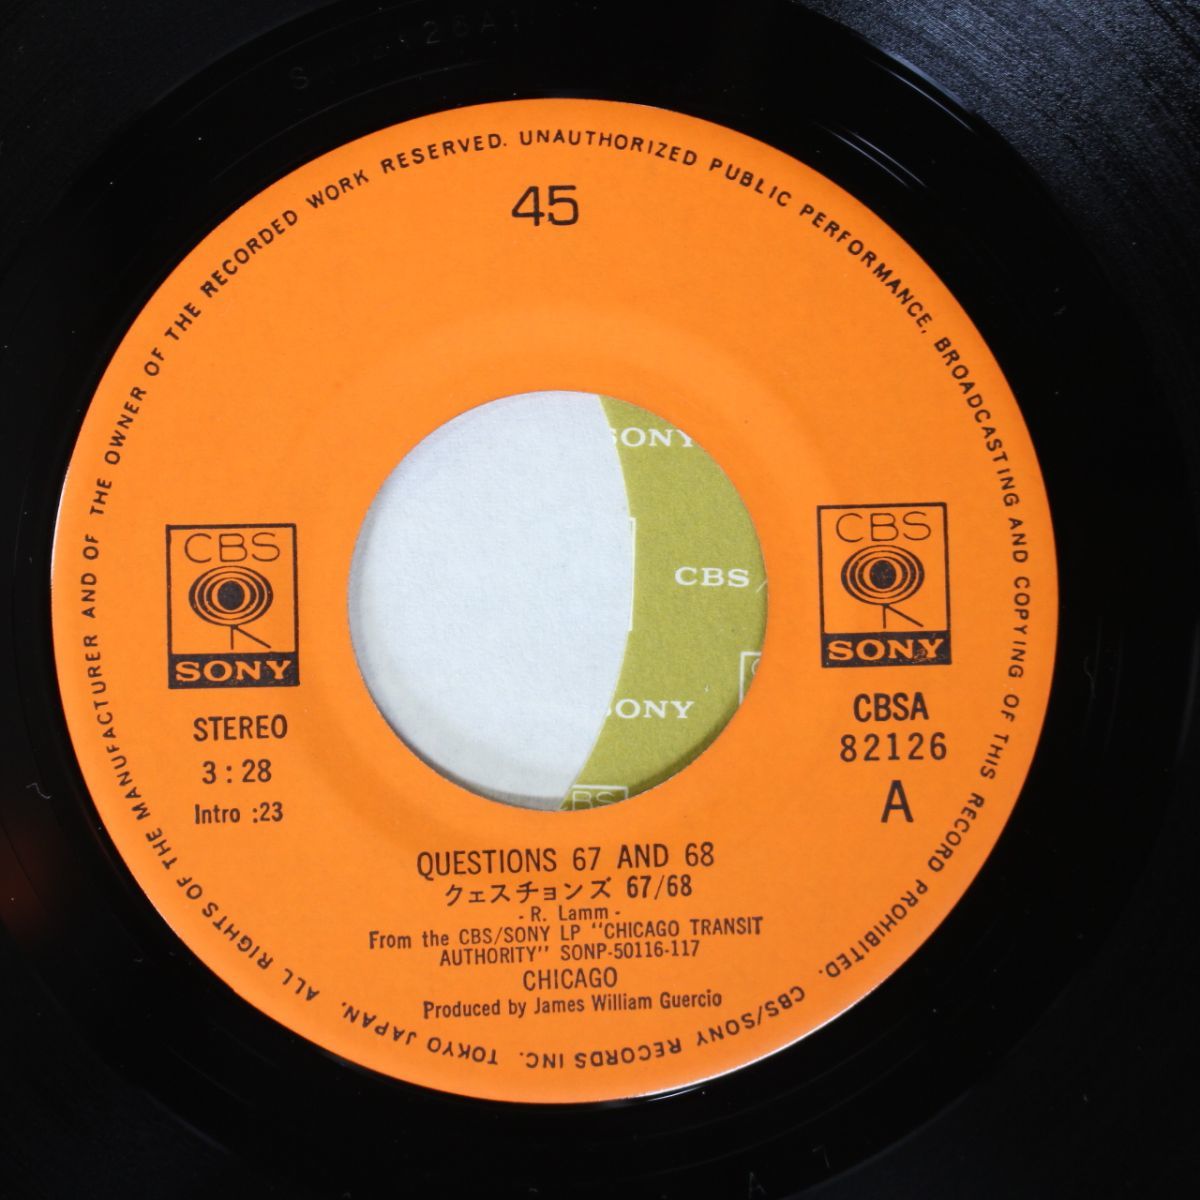 45
ALL RIGHTS OF THE MANUFACTURER AND OF THE OWNER OF THE RECORDED WORK RESERVED. UNAUTHORIZED PUBLIC PERFORMANCE, BROADCASTING AND COPYING OF THIS RECORD PROHIBITED. CBS/SONY RECORDS INC. TOKYO JAPAN.
CBS
SONY
STEREO
3:28
Intro :23
SONY
CBS /
SONY
CBS
SONY
CBSA
82126
A
QUESTIONS 67 AND 68
クェスチョンズ 67/68
- R. Lamm -
From the CBS/SONY LP "CHICAGO TRANSIT
AUTHORITY" SONP-50116-117
CHICAGO
Produced by James William Guercio